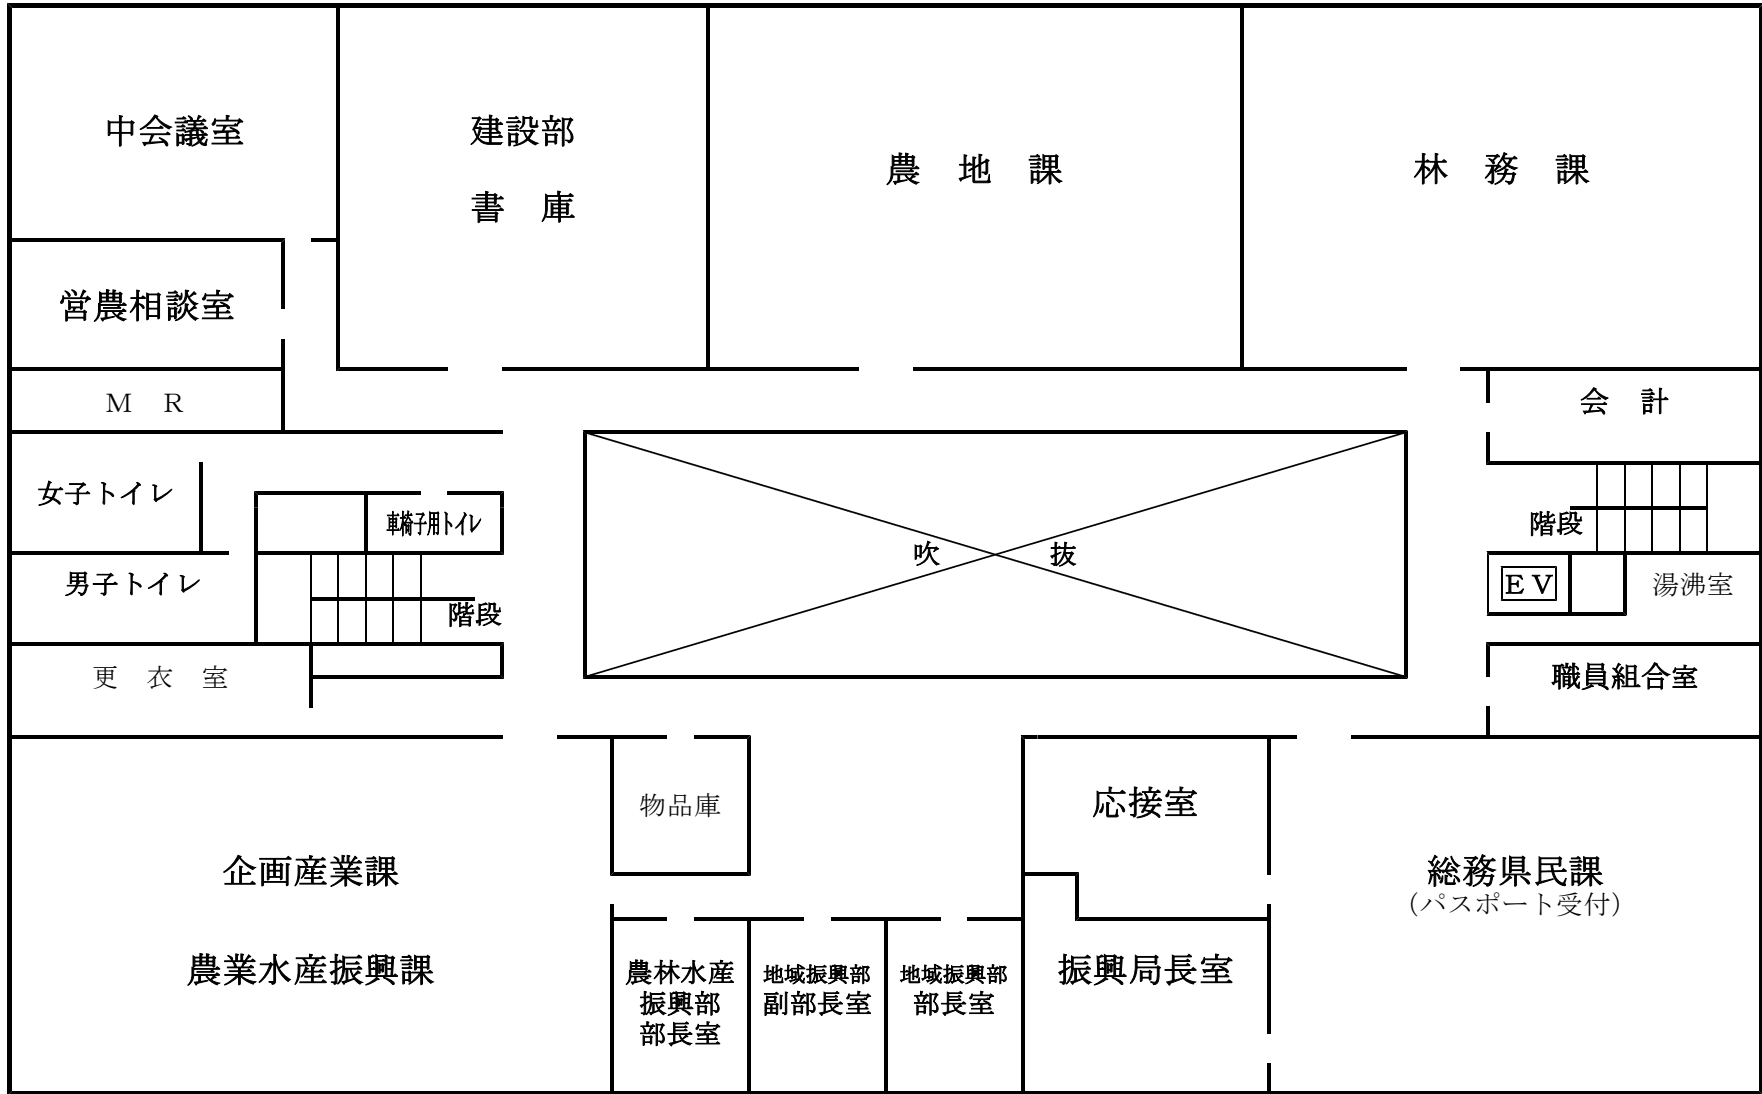 中会議室
建設部
書　庫
農　地　課
林　務　課
営農相談室
Ｍ　Ｒ
会　計
女子トイレ
車椅子用トイレ
階段
吹　抜
ＥＶ
湯沸室
男子トイレ
階段
更　衣　室
職員組合室
物品庫
応接室
企画産業課
農業水産振興課
総務県民課
（パスポート受付）
農林水産
振興部
部長室
地域振興部
副部長室
地域振興部
部長室
振興局長室